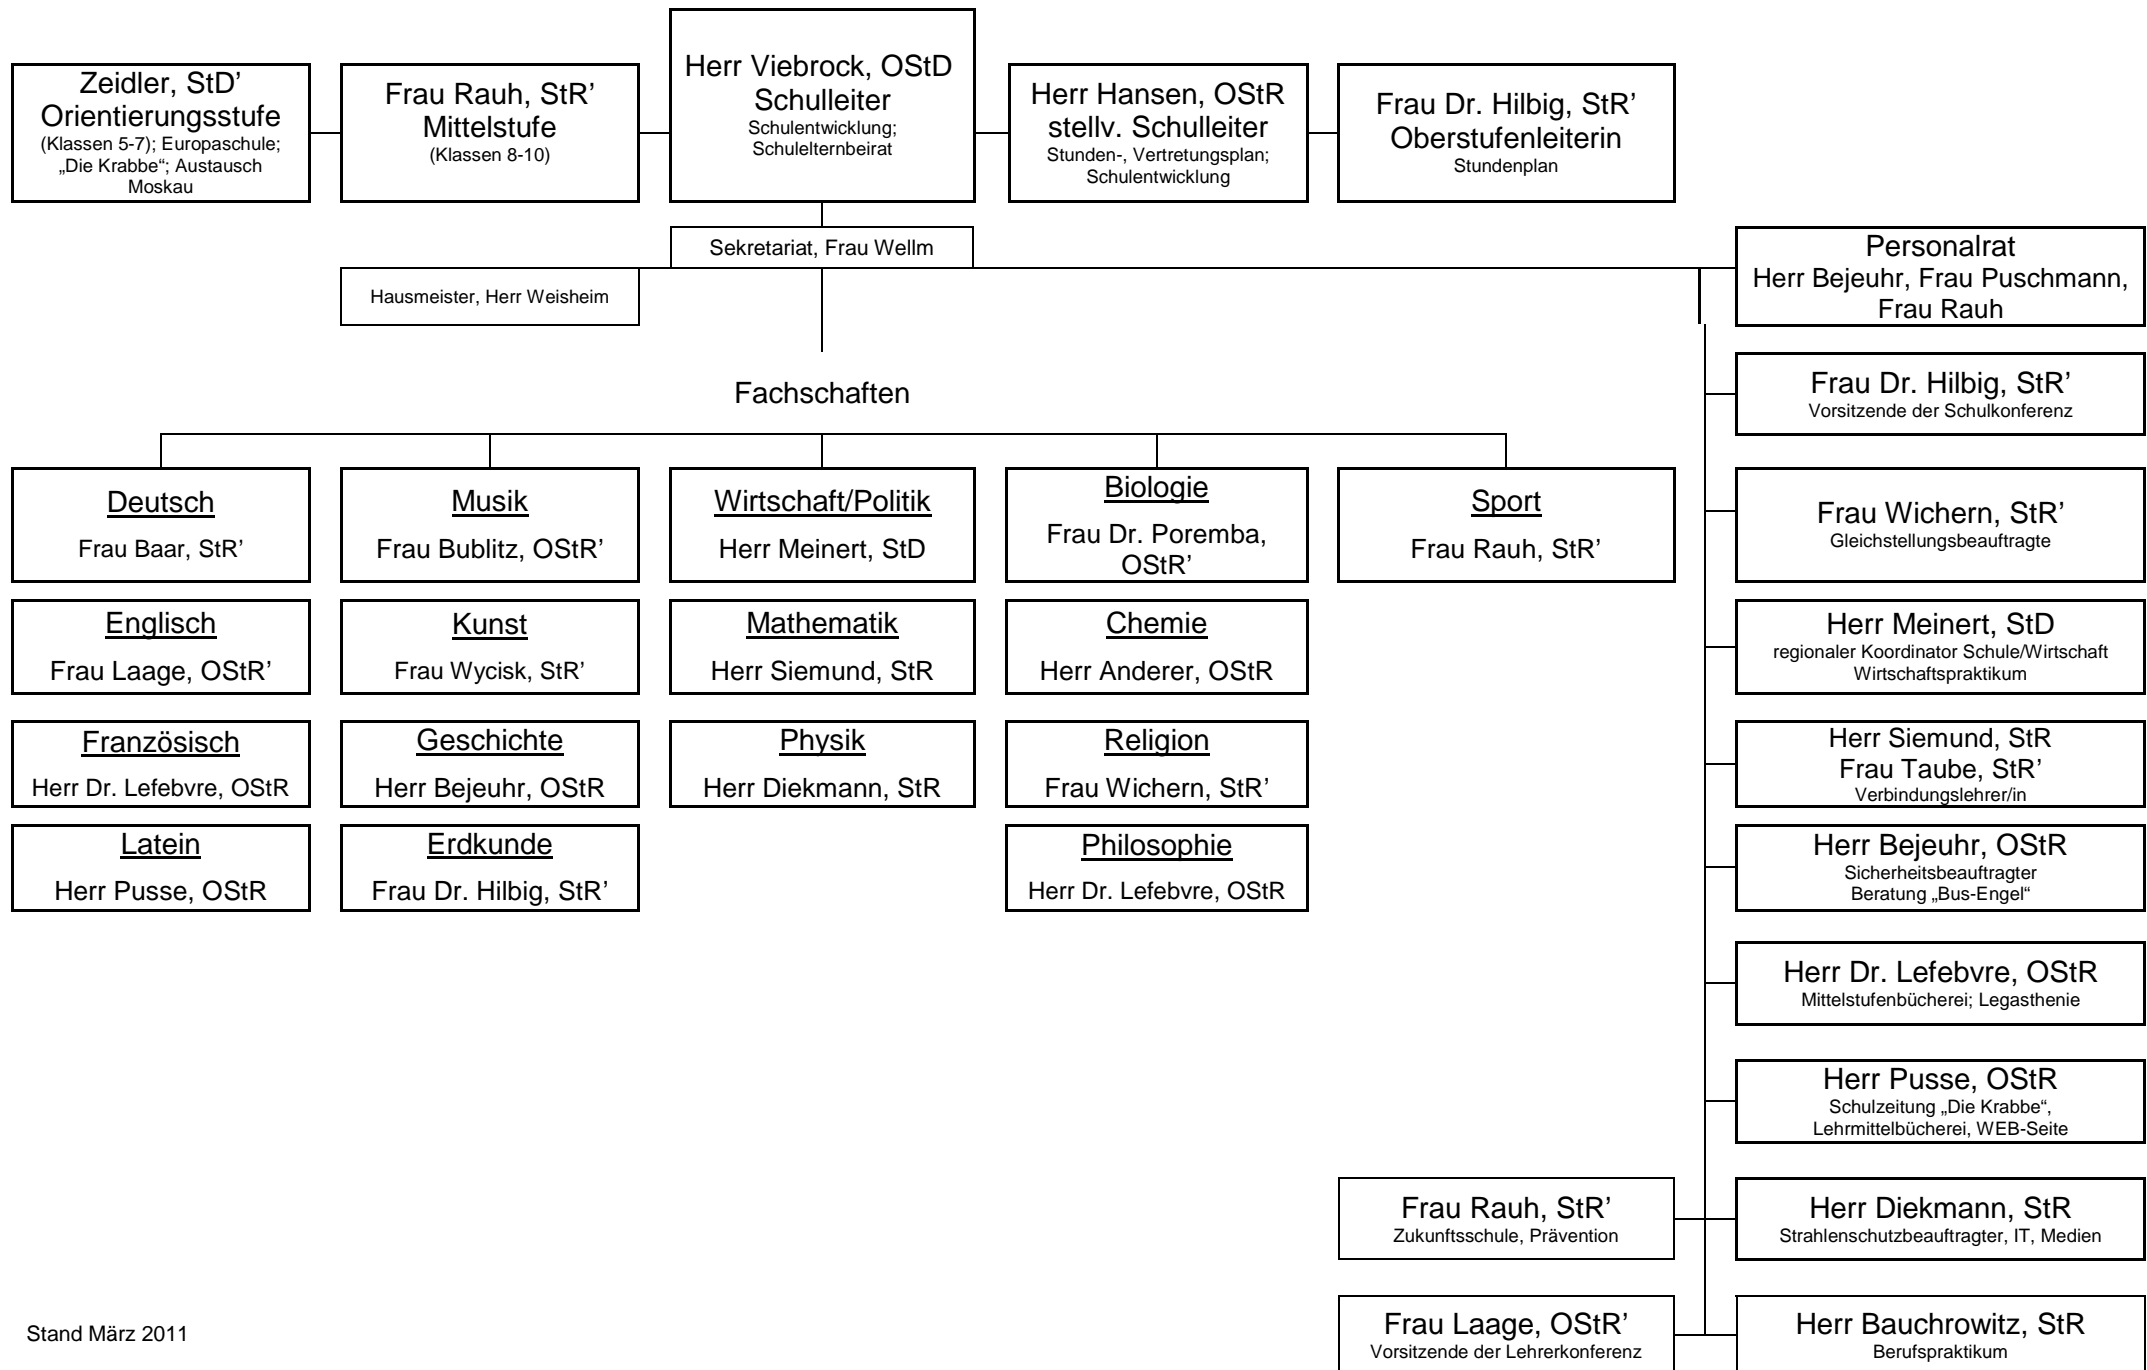 Zeidler, StD’
Orientierungsstufe
(Klassen 5-7); Europaschule;
„Die Krabbe“; Austausch
Moskau
Frau Rauh, StR’
Mittelstufe
(Klassen 8-10)
Herr Viebrock, OStD
Schulleiter
Schulentwicklung;
Schulelternbeirat
Herr Hansen, OStR
stellv. Schulleiter
Stunden-, Vertretungsplan;
Schulentwicklung
Frau Dr. Hilbig, StR’
Oberstufenleiterin
Stundenplan
Sekretariat, Frau Wellm
Hausmeister, Herr Weisheim
Personalrat
Herr Bejeuhr, Frau Puschmann,
Frau Rauh
Fachschaften
Deutsch
Frau Baar, StR’
Musik
Frau Bublitz, OStR’
Wirtschaft/Politik
Herr Meinert, StD
Biologie
Frau Dr. Poremba,
OStR’
Sport
Frau Rauh, StR’
Englisch
Frau Laage, OStR’
Kunst
Frau Wycisk, StR’
Mathematik
Herr Siemund, StR
Chemie
Herr Anderer, OStR
Französisch
Herr Dr. Lefebvre, OStR
Geschichte
Herr Bejeuhr, OStR
Physik
Herr Diekmann, StR
Religion
Frau Wichern, StR’
Latein
Herr Pusse, OStR
Erdkunde
Frau Dr. Hilbig, StR’
Philosophie
Herr Dr. Lefebvre, OStR
Frau Dr. Hilbig, StR’
Vorsitzende der Schulkonferenz
Frau Wichern, StR’
Gleichstellungsbeauftragte
Herr Meinert, StD
regionaler Koordinator Schule/Wirtschaft
Wirtschaftspraktikum
Herr Siemund, StR
Frau Taube, StR’
Verbindungslehrer/in
Herr Bejeuhr, OStR
Sicherheitsbeauftragter
Beratung „Bus-Engel“
Herr Dr. Lefebvre, OStR
Mittelstufenbücherei; Legasthenie
Herr Pusse, OStR
Schulzeitung „Die Krabbe“,
Lehrmittelbücherei, WEB-Seite
Frau Rauh, StR’
Zukunftsschule, Prävention
Herr Diekmann, StR
Strahlenschutzbeauftragter, IT, Medien
Frau Laage, OStR’
Vorsitzende der Lehrerkonferenz
Herr Bauchrowitz, StR
Berufspraktikum
Stand März 2011